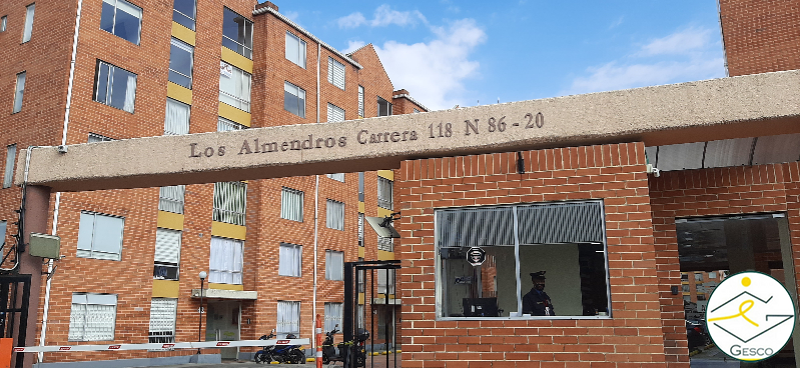 Los Almendros Carrera 118 N 86 - 20
GESCO